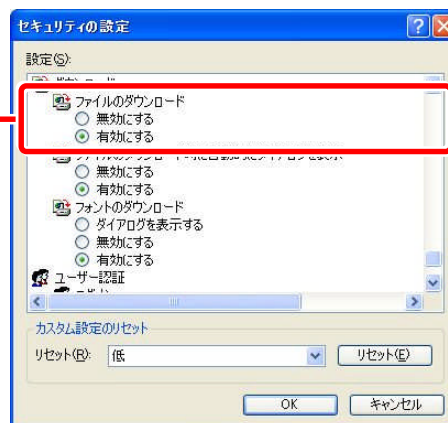 セキュリティの設定
設定(S):
ファイルのダウンロード
無効にする
有効にする
無効にする
有効にする
フォントのダウンロード
ダイアログを表示する
無効にする
有効にする
ユーザー認証
カスタム設定のリセット
リセット(R): 低 リセット(E)
OK キャンセル